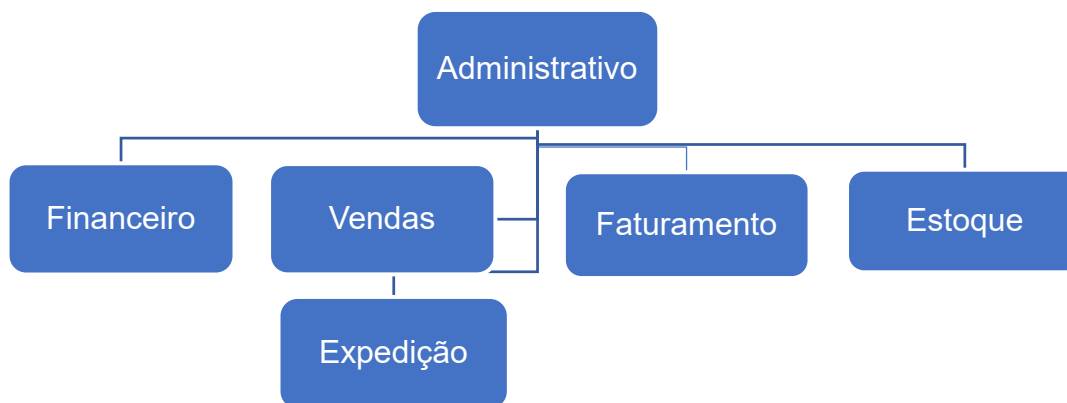 Administrativo
Financeiro
Vendas
Faturamento
Estoque
Expedição